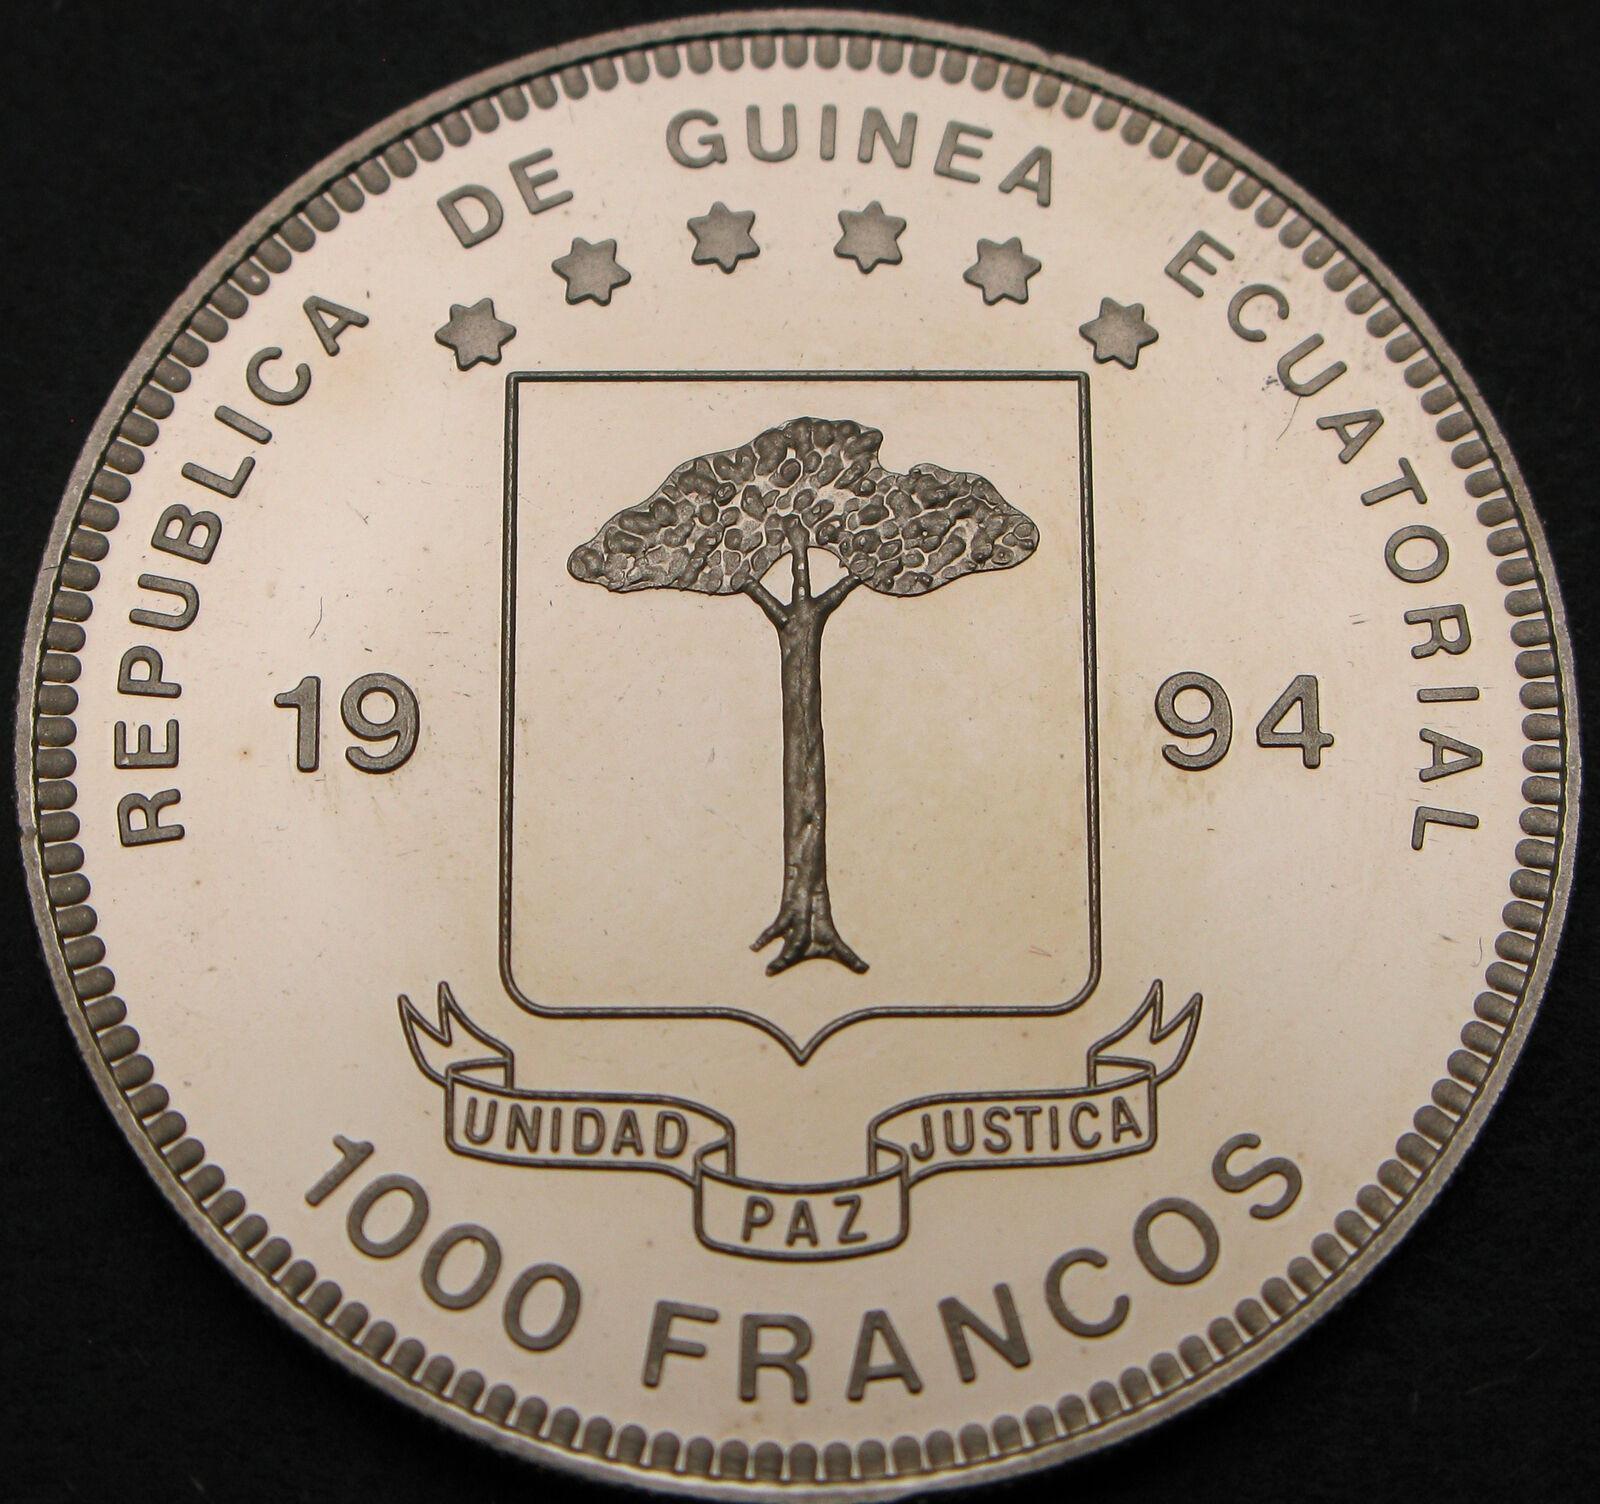 REPUBLICA DE GUINEA ECUATORIAL
19 94
UNIDAD PAZ JUSTICA
1000 FRANCOS